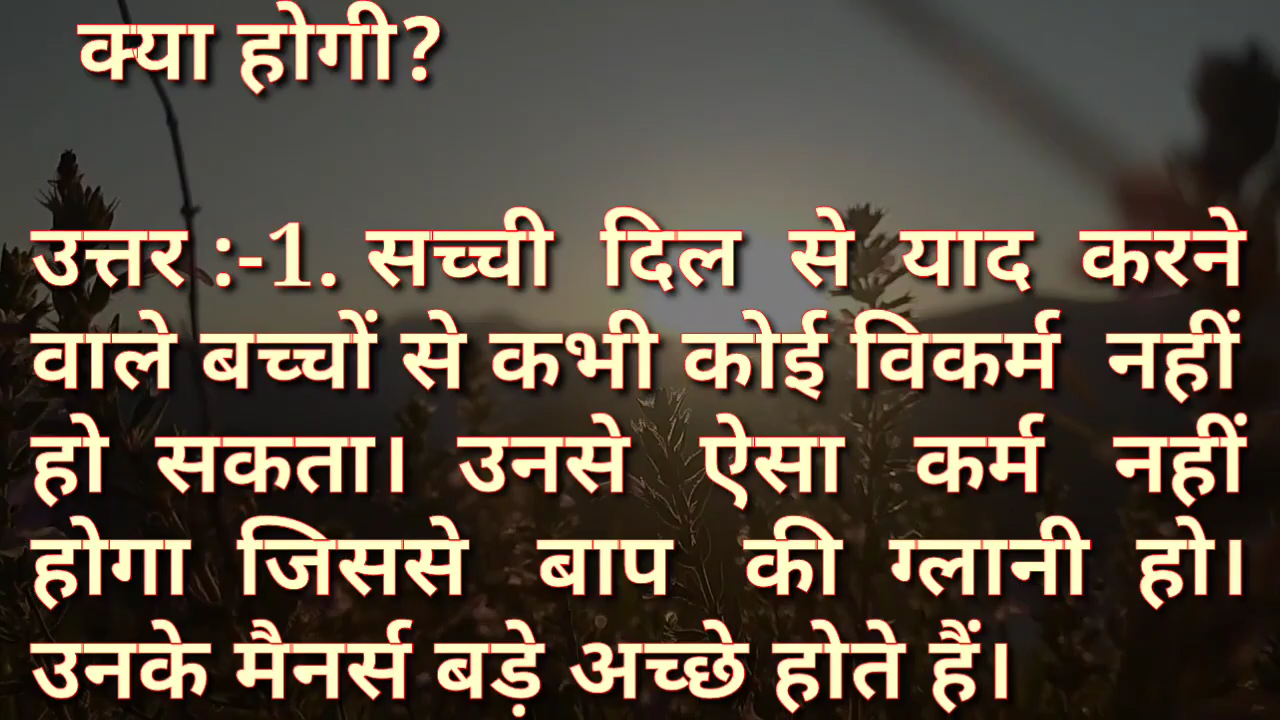 क्या होगी?
उत्तर :-1. सच्ची दिल से याद करने
वाले बच्चों से कभी कोई विकर्म नहीं
हो सकता। उनसे ऐसा कर्म नहीं
होगा जिससे बाप की ग्लानी हो।
उनके मैनर्स बड़े अच्छे होते हैं।